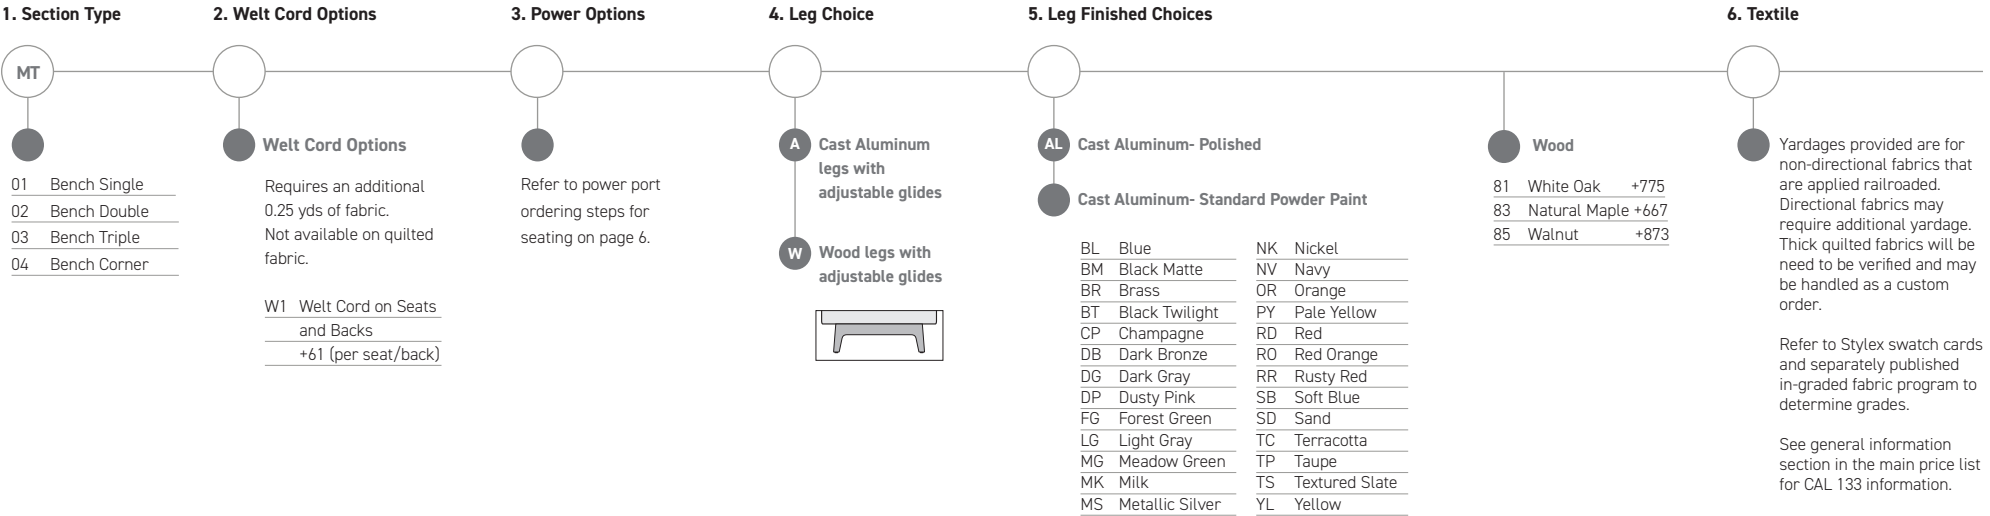 1. Section Type
MT
01 Bench Single
02 Bench Double
03 Bench Triple
04 Bench Corner
2. Welt Cord Options
Welt Cord Options
Requires an additional
0.25 yds of fabric.
Not available on quilted
fabric.
W1 Welt Cord on Seats
and Backs
+61 (per seat/back)
3. Power Options
Refer to power port
ordering steps for
seating on page 6.
4. Leg Choice
A Cast Aluminum
legs with
adjustable glides
W Wood legs with
adjustable glides
5. Leg Finished Choices
AL Cast Aluminum- Polished
Cast Aluminum- Standard Powder Paint
BL Blue
BM Black Matte
BR Brass
BT Black Twilight
CP Champagne
DB Dark Bronze
DG Dark Gray
DP Dusty Pink
FG Forest Green
LG Light Gray
MG Meadow Green
MK Milk
MS Metallic Silver
NK Nickel
NV Navy
OR Orange
PY Pale Yellow
RD Red
RO Red Orange
RR Rusty Red
SB Soft Blue
SD Sand
TC Terracotta
TP Taupe
TS Textured Slate
YL Yellow
Wood
81 White Oak +775
83 Natural Maple +667
85 Walnut +873
6. Textile
Yardages provided are for
non-directional fabrics that
are applied railroaded.
Directional fabrics may
require additional yardage.
Thick quilted fabrics will be
need to be verified and may
be handled as a custom
order.
Refer to Stylex swatch cards
and separately published
in-graded fabric program to
determine grades.
See general information
section in the main price list
for CAL 133 information.